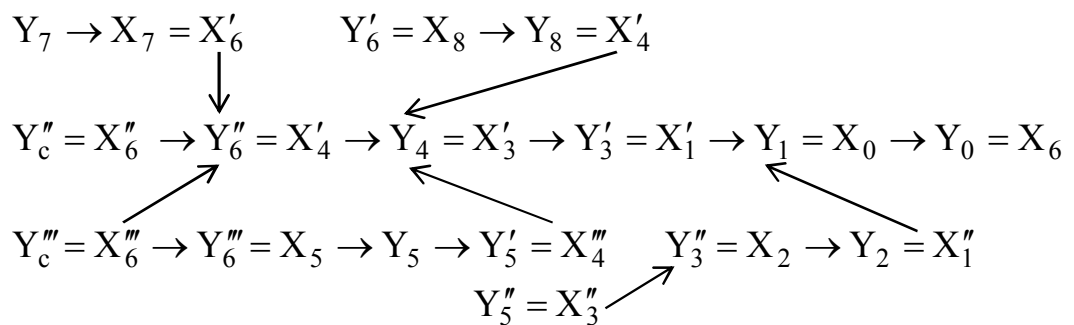 Y₇ → X₇ = X′₆ Y′₆ = X₈ → Y₈ = X′₄
Y″c = X″₆ → Y″₆ = X′₄ → Y₄ = X′₃ → Y′₃ = X′₁ → Y₁ = X₀ → Y₀ = X₆
Y‴c = X‴₆ → Y‴₆ = X₅ → Y₅ → Y′₅ = X‴₄ Y″₃ = X₂ → Y₂ = X″₁
Y″₅ = X″₃